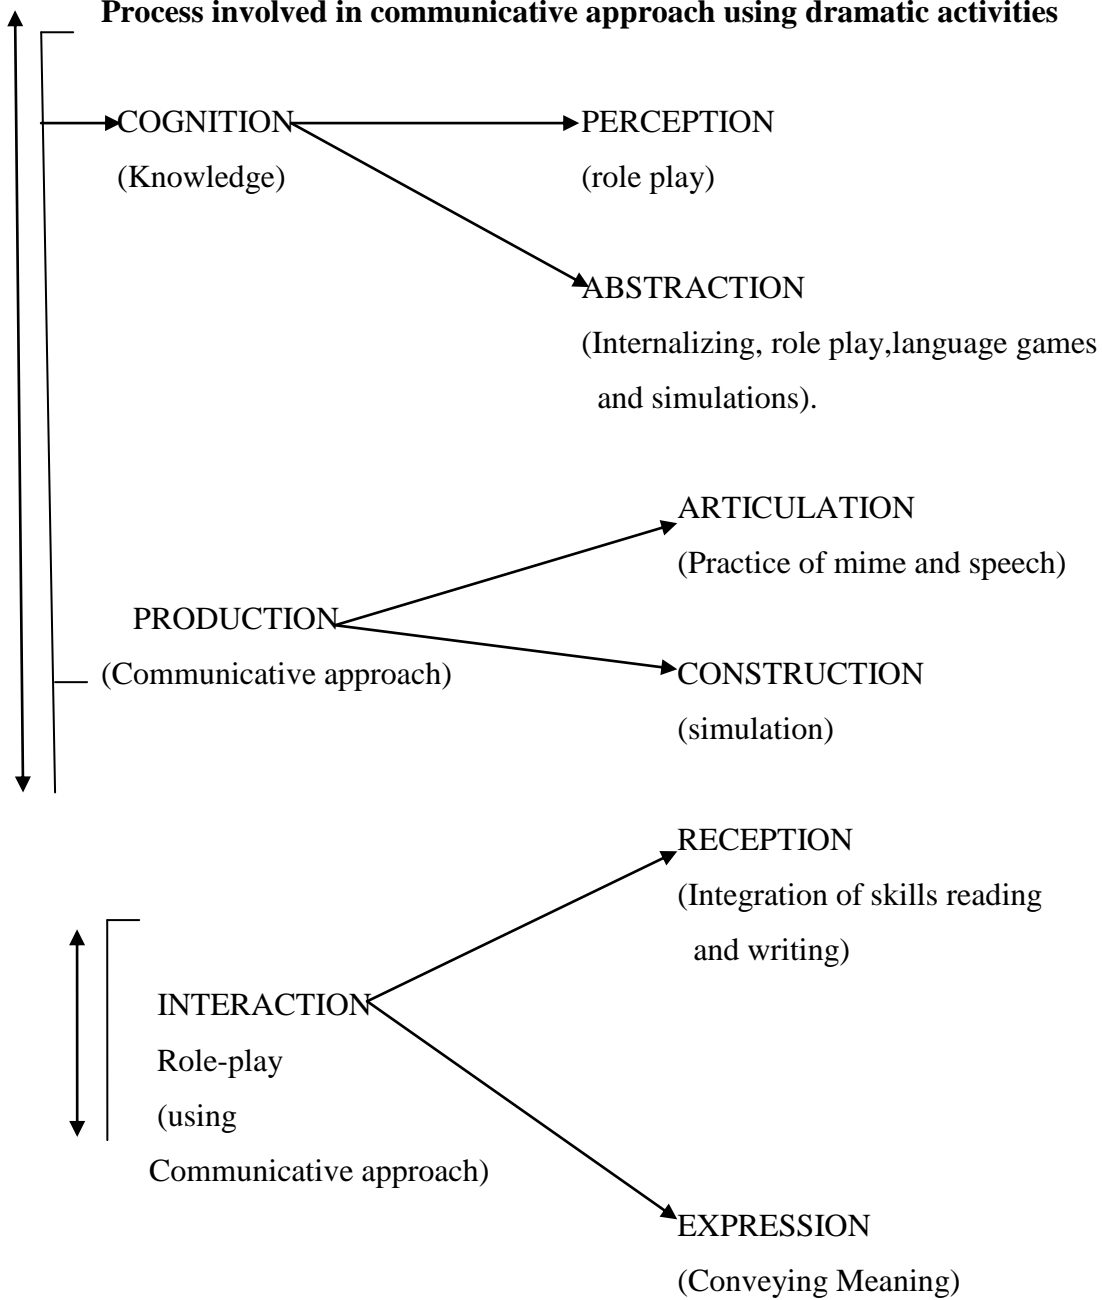 Process involved in communicative approach using dramatic activities
COGNITION
PERCEPTION
(Knowledge)
(role play)
ABSTRACTION
(Internalizing, role play,language games
and simulations).
ARTICULATION
(Practice of mime and speech)
PRODUCTION
(Communicative approach)
CONSTRUCTION
(simulation)
RECEPTION
(Integration of skills reading
and writing)
INTERACTION
Role-play
(using
Communicative approach)
EXPRESSION
(Conveying Meaning)